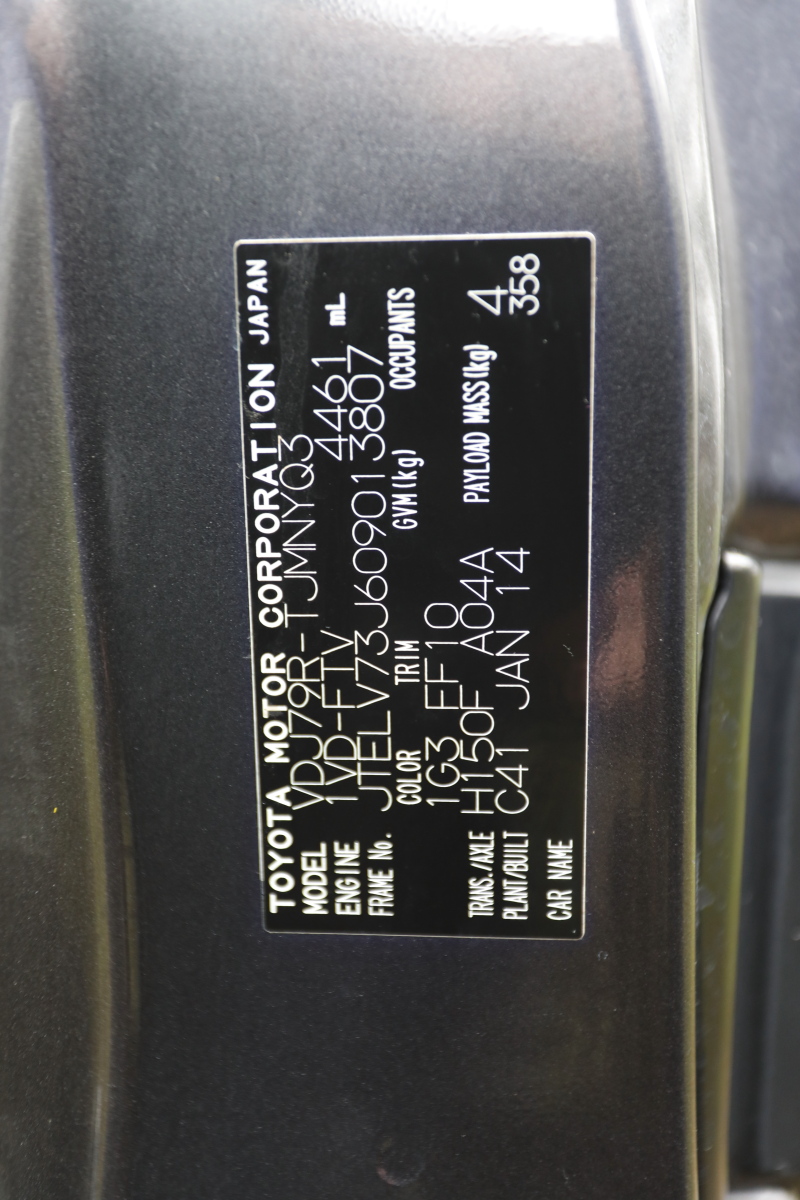 TOYOTA MOTOR CORPORATION JAPAN
MODEL VDJ79R-TJMNYQ3
ENGINE 1VD-FTV 4461 mL
FRAME No. JTELV73J609013807
COLOR TRIM GVM(kg) OCCUPANTS
1G3 FF10
TRANS./AXLE H150F A04A PAYLOAD MASS(kg) 4
PLANT/BUILT C41 JAN 14 358
CAR NAME